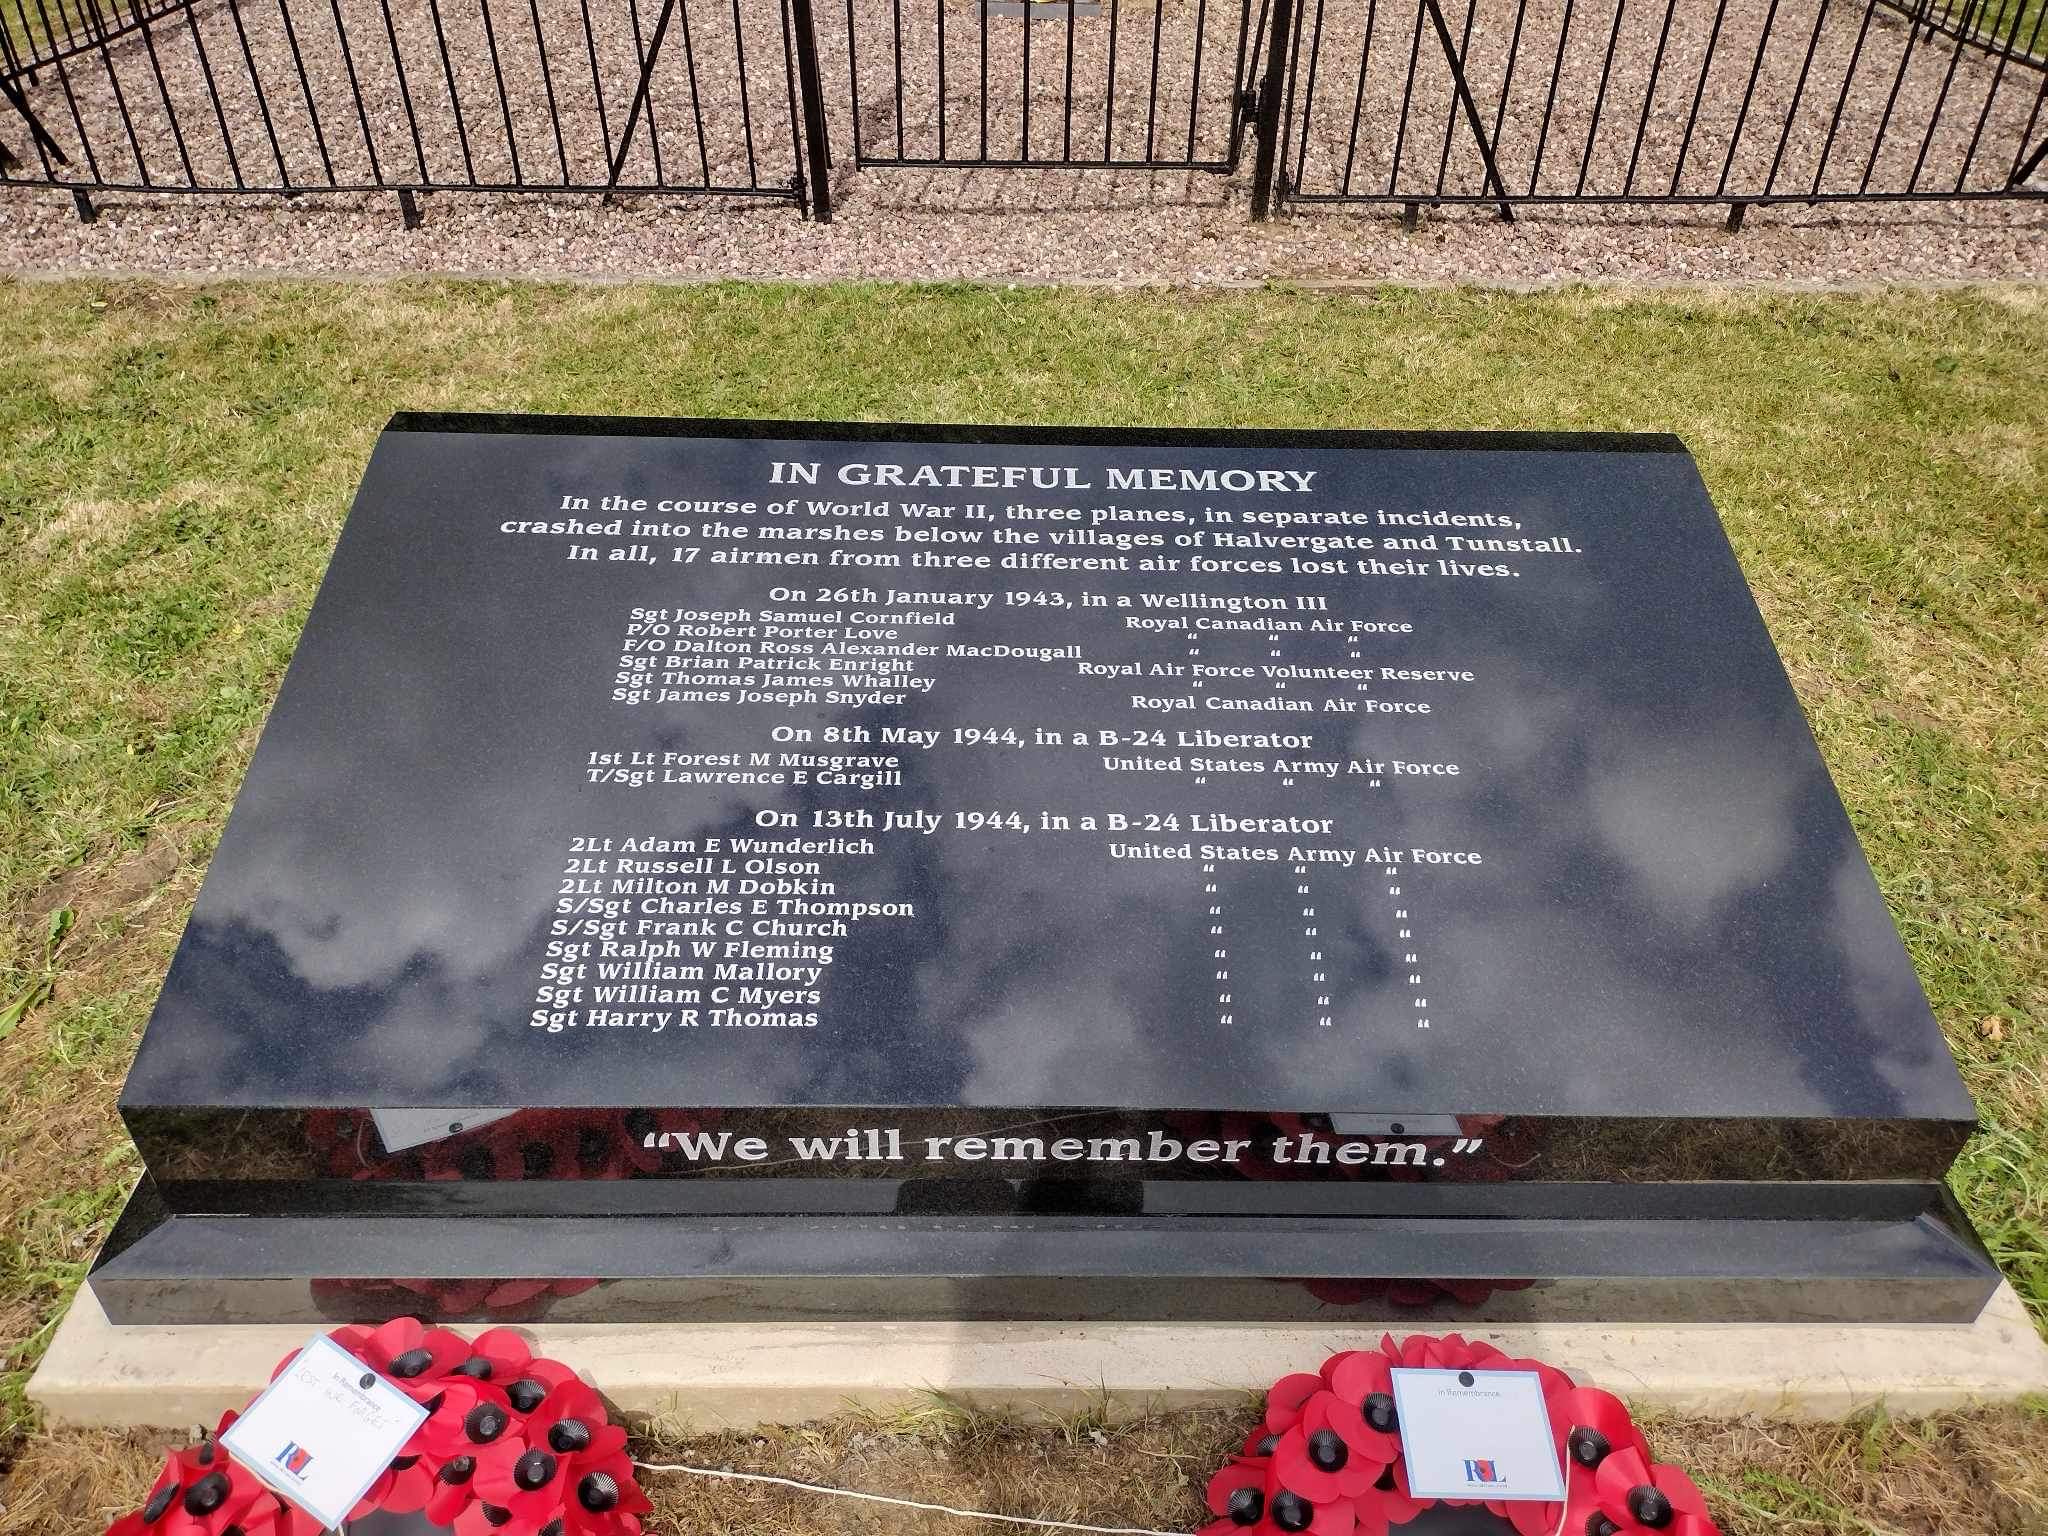 IN GRATEFUL MEMORY
In the course of World War II, three planes, in separate incidents,
crashed into the marshes below the villages of Halvergate and Tunstall.
In all, 17 airmen from three different air forces lost their lives.
On 26th January 1943, in a Wellington III
Sgt Joseph Samuel Cornfield Royal Canadian Air Force
P/O Robert Porter Love “ “ “
F/O Dalton Ross Alexander MacDougall “ “ “
Sgt Brian Patrick Enright Royal Air Force Volunteer Reserve
Sgt Thomas James Whalley “ “ “
Sgt James Joseph Snyder Royal Canadian Air Force
On 8th May 1944, in a B-24 Liberator
1st Lt Forest M Musgrave United States Army Air Force
T/Sgt Lawrence E Cargill “ “ “
On 13th July 1944, in a B-24 Liberator
2Lt Adam E Wunderlich United States Army Air Force
2Lt Russell L Olson “ “ “
2Lt Milton M Dobkin “ “ “
S/Sgt Charles E Thompson “ “ “
S/Sgt Frank C Church “ “ “
Sgt Ralph W Fleming “ “ “
Sgt William Mallory “ “ “
Sgt William C Myers “ “ “
Sgt Harry R Thomas “ “ “
“We will remember them.”
In Remembrance
LEST WE FORGET
RBL
In Remembrance
RBL